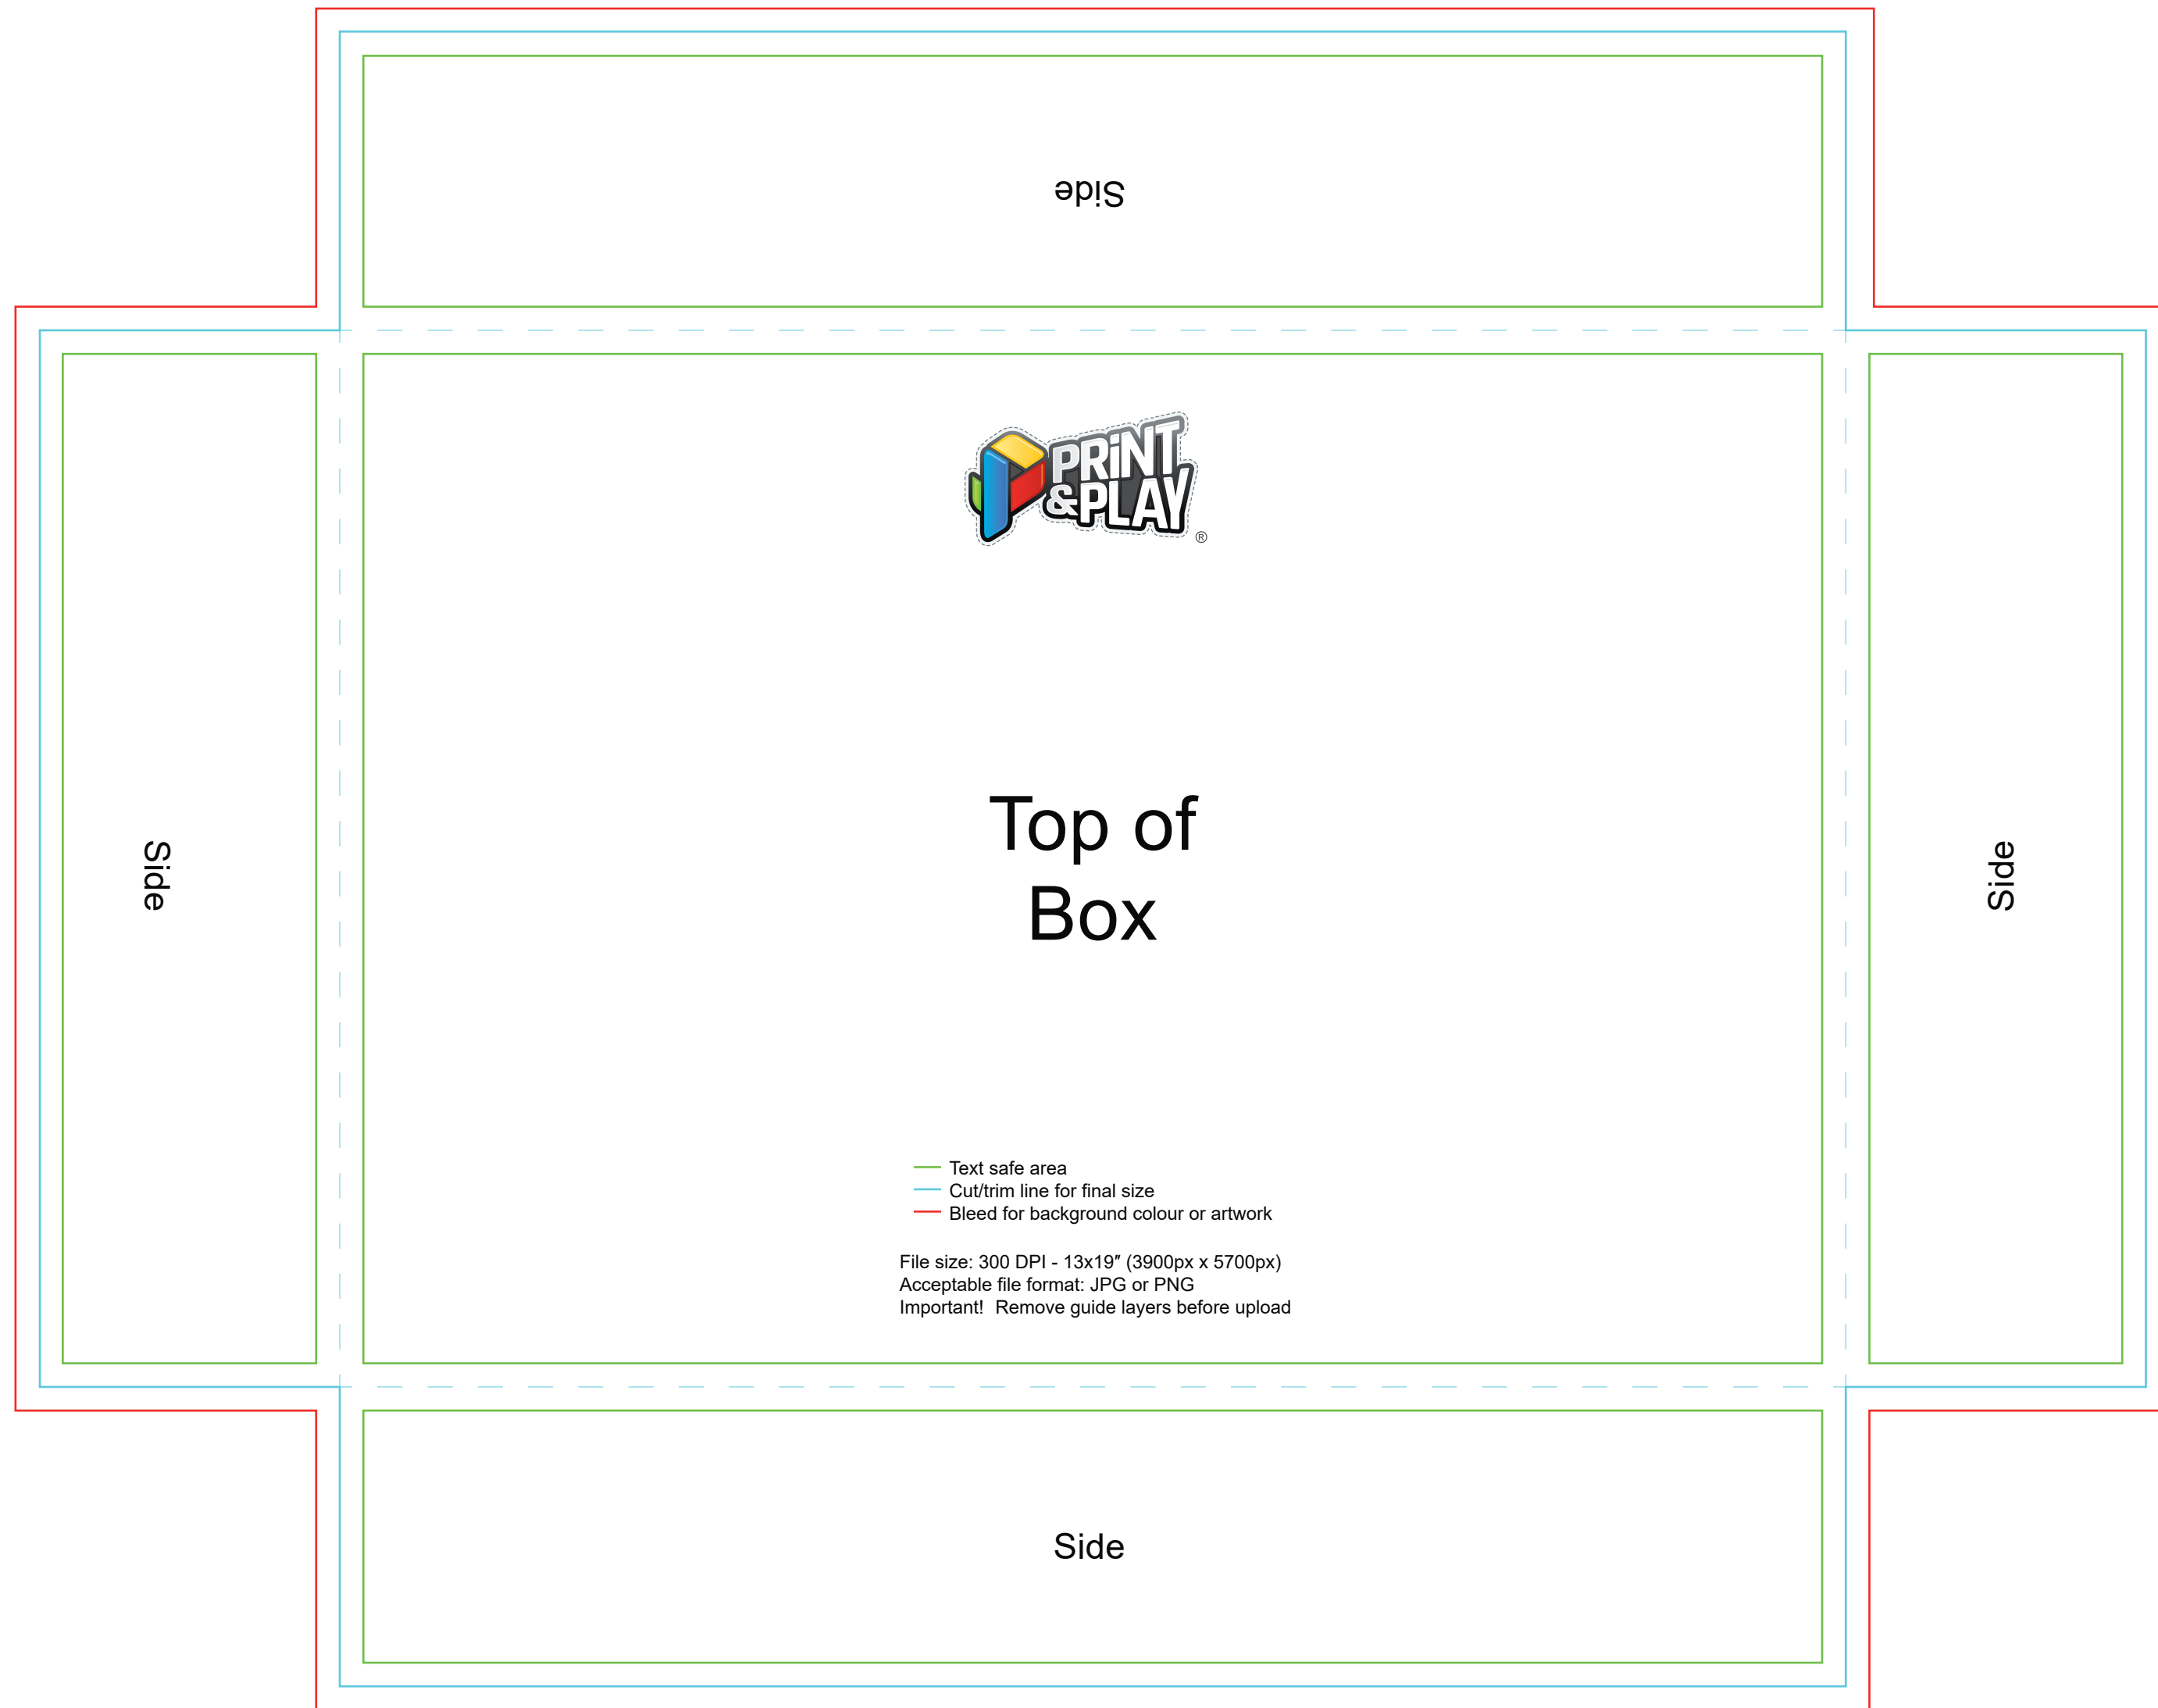 Side
PRiNT
&PLAY
®
Side
Top of
Box
Side
Text safe area
Cut/trim line for final size
Bleed for background colour or artwork
File size: 300 DPI - 13x19″ (3900px x 5700px)
Acceptable file format: JPG or PNG
Important!  Remove guide layers before upload
Side